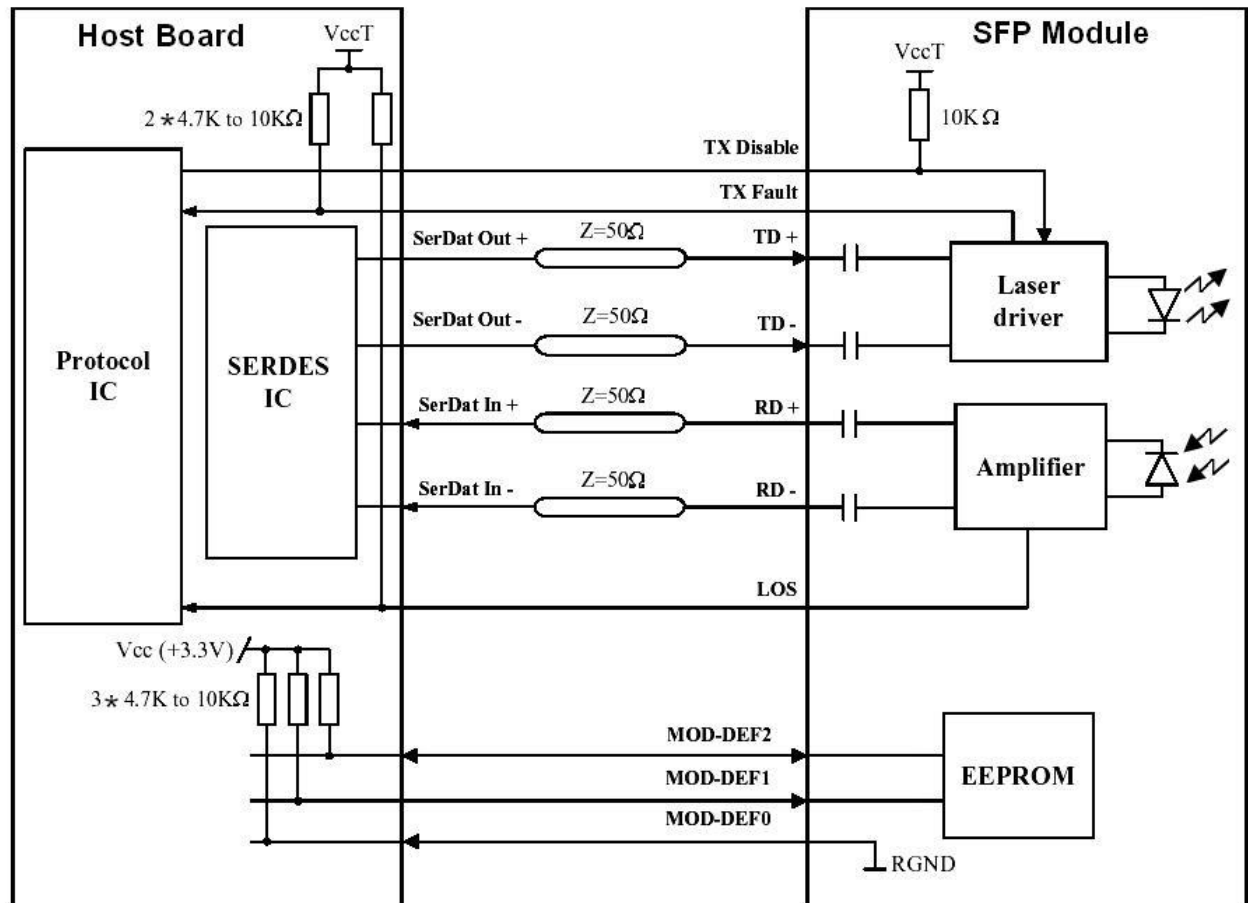 Host Board
SFP Module
VccT
VccT
2*4.7K to 10KΩ
10KΩ
TX Disable
TX Fault
SerDat Out +
Z=50Ω
TD +
Laser
driver
SerDat Out -
Z=50Ω
TD -
Protocol
IC
SERDES
IC
SerDat In +
Z=50Ω
RD +
Amplifier
SerDat In -
Z=50Ω
RD -
LOS
Vcc (+3.3V)
3* 4.7K to 10KΩ
MOD-DEF2
MOD-DEF1
MOD-DEF0
EEPROM
RGND